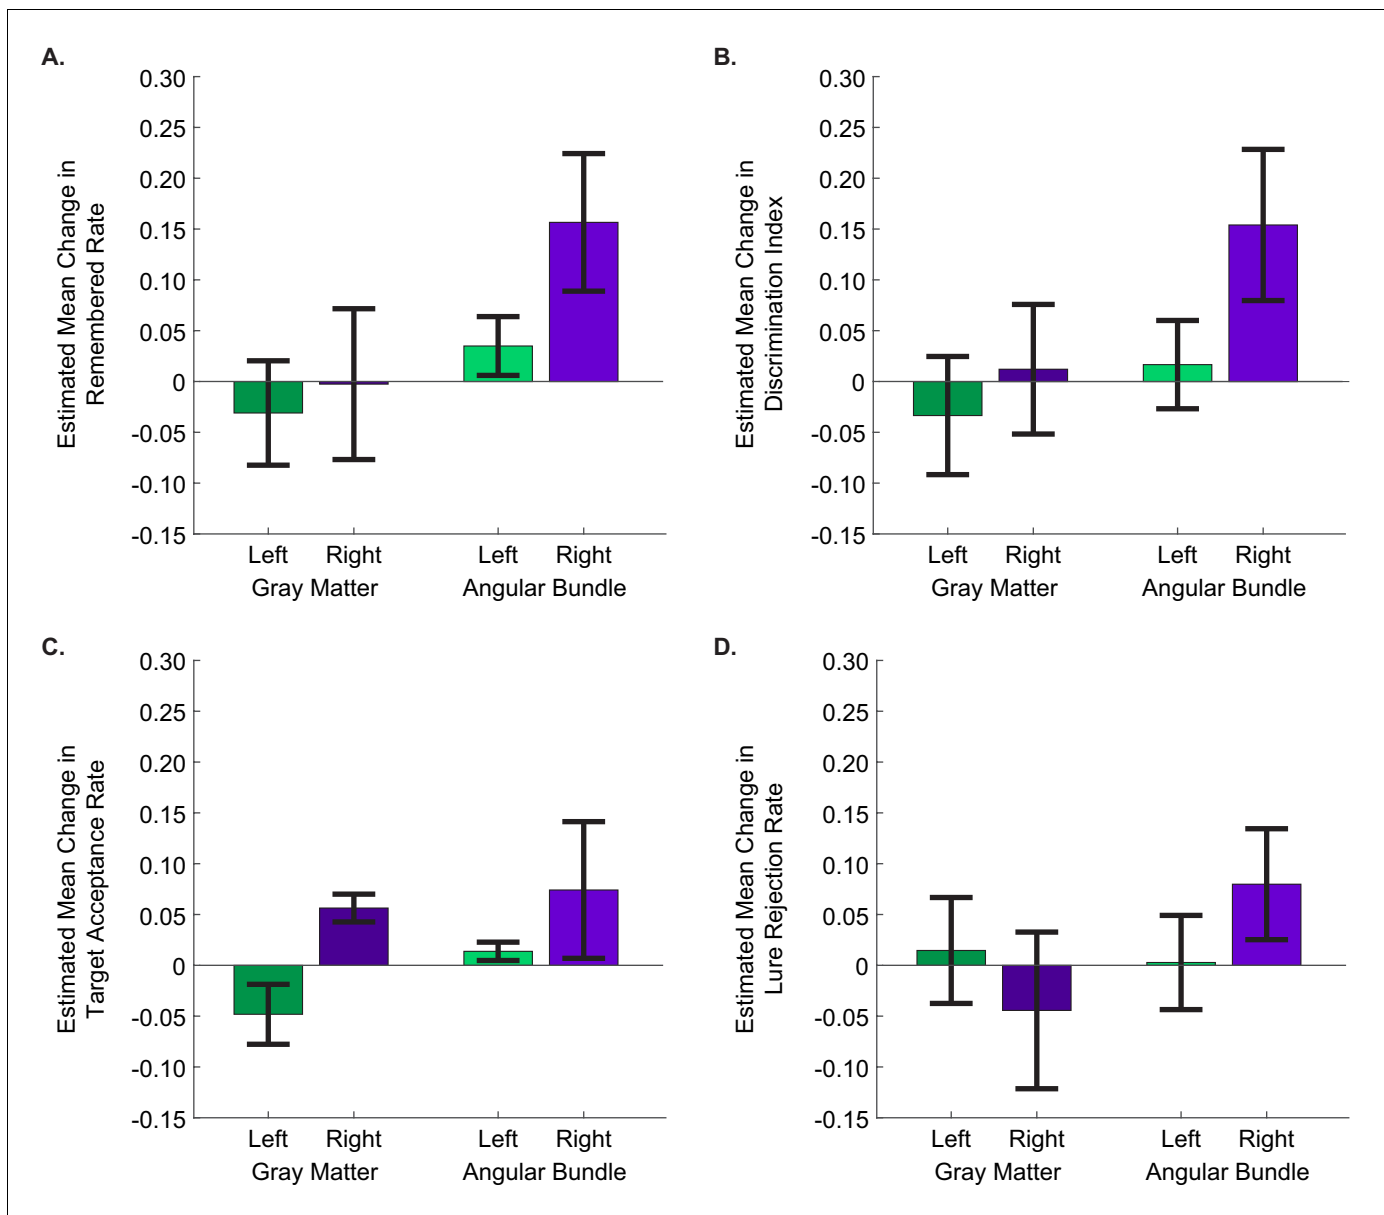 A.
Estimated Mean Change in
Remembered Rate
0.30
0.25
0.20
0.15
0.10
0.05
0
-0.05
-0.10
-0.15
Left Right Left Right
Gray Matter Angular Bundle
B.
Estimated Mean Change in
Discrimination Index
0.30
0.25
0.20
0.15
0.10
0.05
0
-0.05
-0.10
-0.15
Left Right Left Right
Gray Matter Angular Bundle
C.
Estimated Mean Change in
Target Acceptance Rate
0.30
0.25
0.20
0.15
0.10
0.05
0
-0.05
-0.10
-0.15
Left Right Left Right
Gray Matter Angular Bundle
D.
Estimated Mean Change in
Lure Rejection Rate
0.30
0.25
0.20
0.15
0.10
0.05
0
-0.05
-0.10
-0.15
Left Right Left Right
Gray Matter Angular Bundle